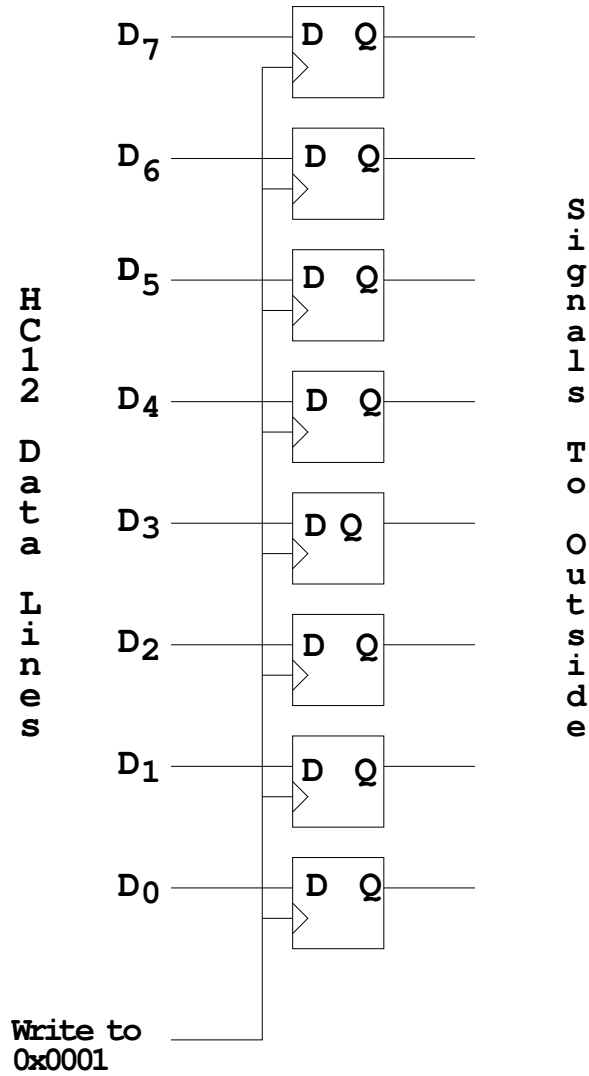 HC12 Data Lines
D7
D Q
D6
D Q
D5
D Q
D4
D Q
D3
D Q
D2
D Q
D1
D Q
D0
D Q
Write to
0x0001
Signals To Outside